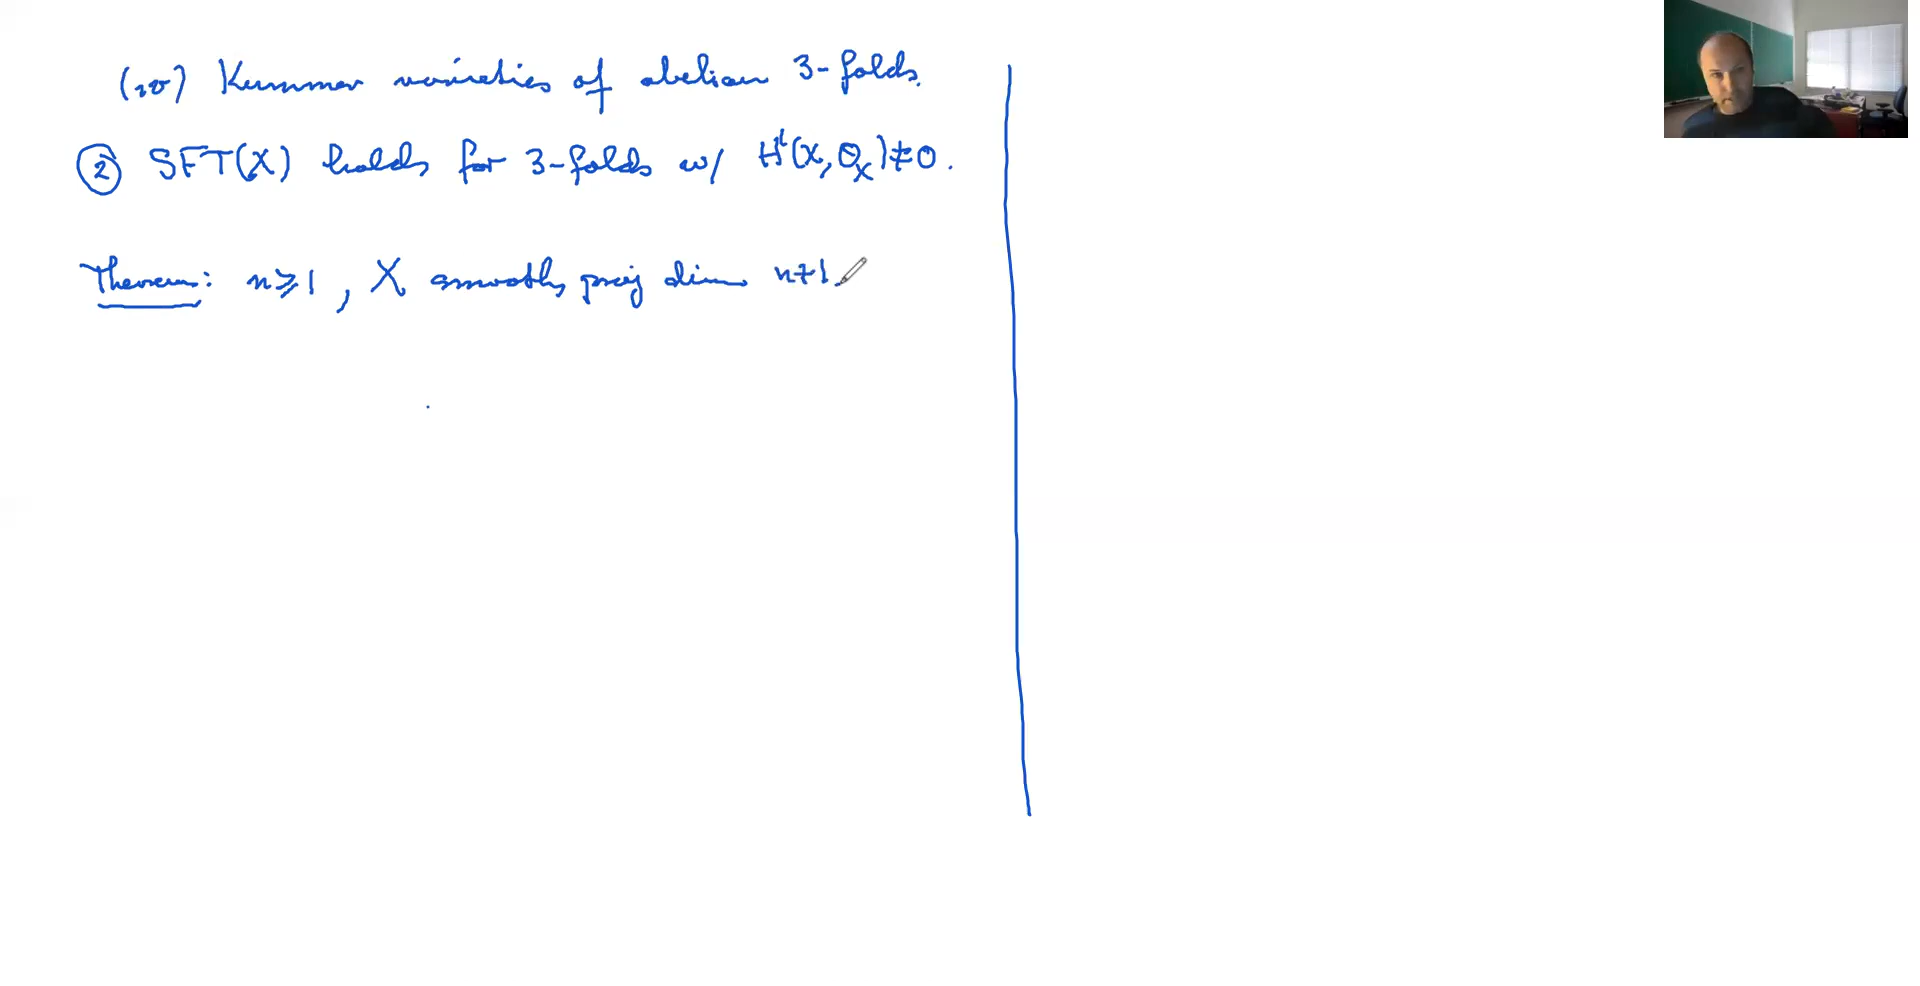 (iv) Kummer varieties of abelian 3-folds.
② SFT(X) holds for 3-folds w/ H¹(X, O_X) ≠ 0.
Theorem: n ≥ 1, X smooth, proj dim n+1,